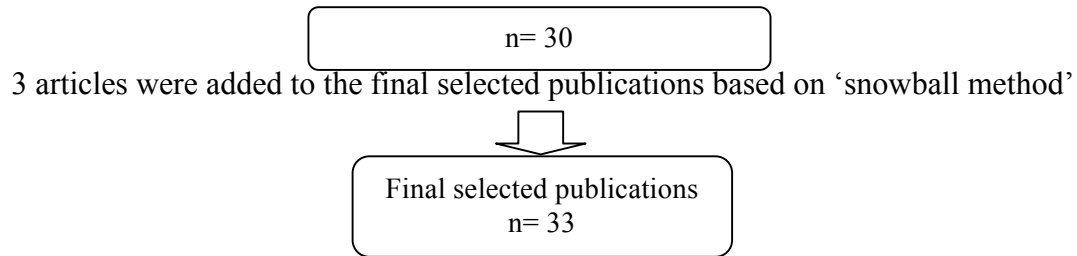 n= 30
3 articles were added to the final selected publications based on ‘snowball method’
Final selected publications
n= 33